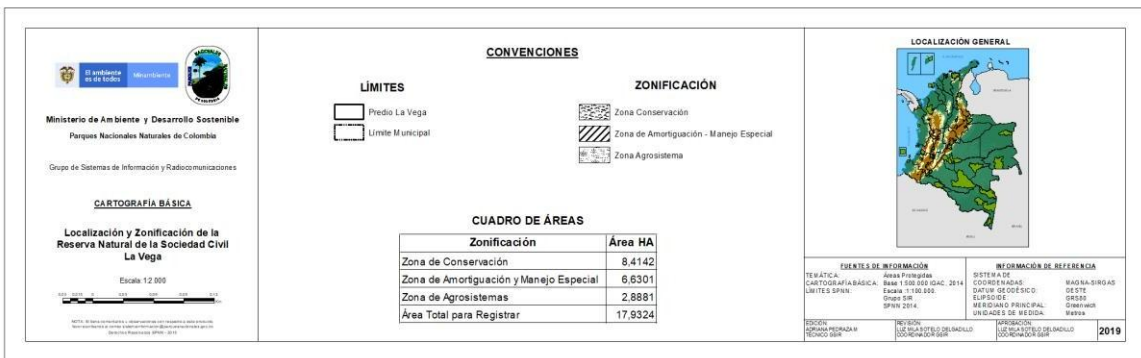 El ambiente
es de todos
Minambiente
Ministerio de Ambiente y Desarrollo Sostenible
Parques Nacionales Naturales de Colombia
Grupo de Sistemas de Información y Radiocomunicaciones
CARTOGRAFÍA BÁSICA
Localización y Zonificación de la
Reserva Natural de la Sociedad Civil
La Vega
Escala 1:2.000
CONVENCIONES
LÍMITES
Predio La Vega
Límite Municipal
ZONIFICACIÓN
Zona Conservación
Zona de Amortiguación - Manejo Especial
Zona Agrosistema
CUADRO DE ÁREAS
Zonificación Área HA
Zona de Conservación 8,4142
Zona de Amortiguación y Manejo Especial 6,6301
Zona de Agrosistemas 2,8881
Área Total para Registrar 17,9324
LOCALIZACIÓN GENERAL
FUENTES DE INFORMACIÓN
TEMÁTICA: Áreas Protegidas
CARTOGRAFÍA BÁSICA: Base 1:500.000 IGAC, 2014
LÍMITES SPNN: Escala 1:100.000.
Grupo SIR
SPNN 2014.
INFORMACIÓN DE REFERENCIA
SISTEMA DE
COORDENADAS: MAGNA-SIRGAS
DATUM GEODÉSICO: OESTE
ELIPSOIDE: GRS80
MERIDIANO PRINCIPAL: Greenwich
UNIDADES DE MEDIDA: Metros
EDICIÓN:
ADRIANA PEDRAZA M
TÉCNICO GSIR
REVISIÓN:
LUZ MILA SOTELO DELGADILLO
COORDINADOR GSIR
APROBACIÓN:
LUZ MILA SOTELO DELGADILLO
COORDINADOR GSIR
2019